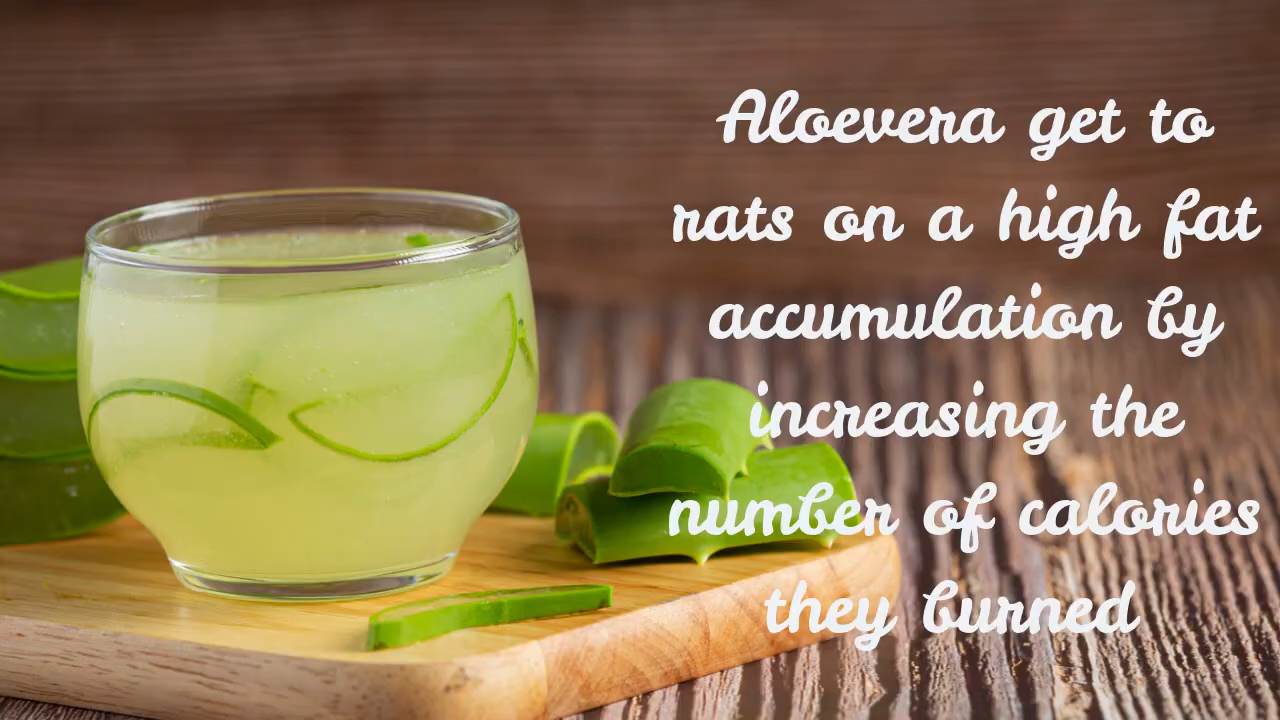 Aloevera get to
rats on a high fat
accumulation by
increasing the
number of calories
they burned